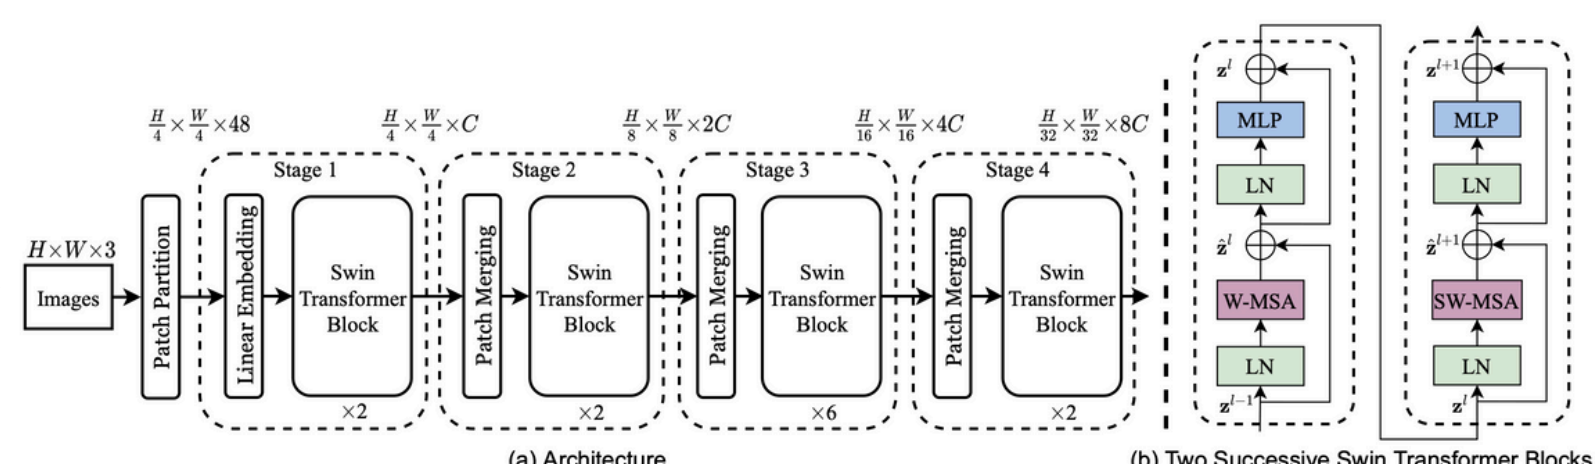 H/4 × W/4 × 48
H/4 × W/4 × C
H/8 × W/8 × 2C
H/16 × W/16 × 4C
H/32 × W/32 × 8C
Stage 1
Stage 2
Stage 3
Stage 4
H×W×3
Images
Patch Partition
Linear Embedding
Swin
Transformer
Block
×2
Patch Merging
Swin
Transformer
Block
×2
Patch Merging
Swin
Transformer
Block
×6
Patch Merging
Swin
Transformer
Block
×2
(a) Architecture
z^l
MLP
LN
ẑ^l
W-MSA
LN
z^{l-1}
z^{l+1}
MLP
LN
ẑ^{l+1}
SW-MSA
LN
z^l
(b) Two Successive Swin Transformer Blocks